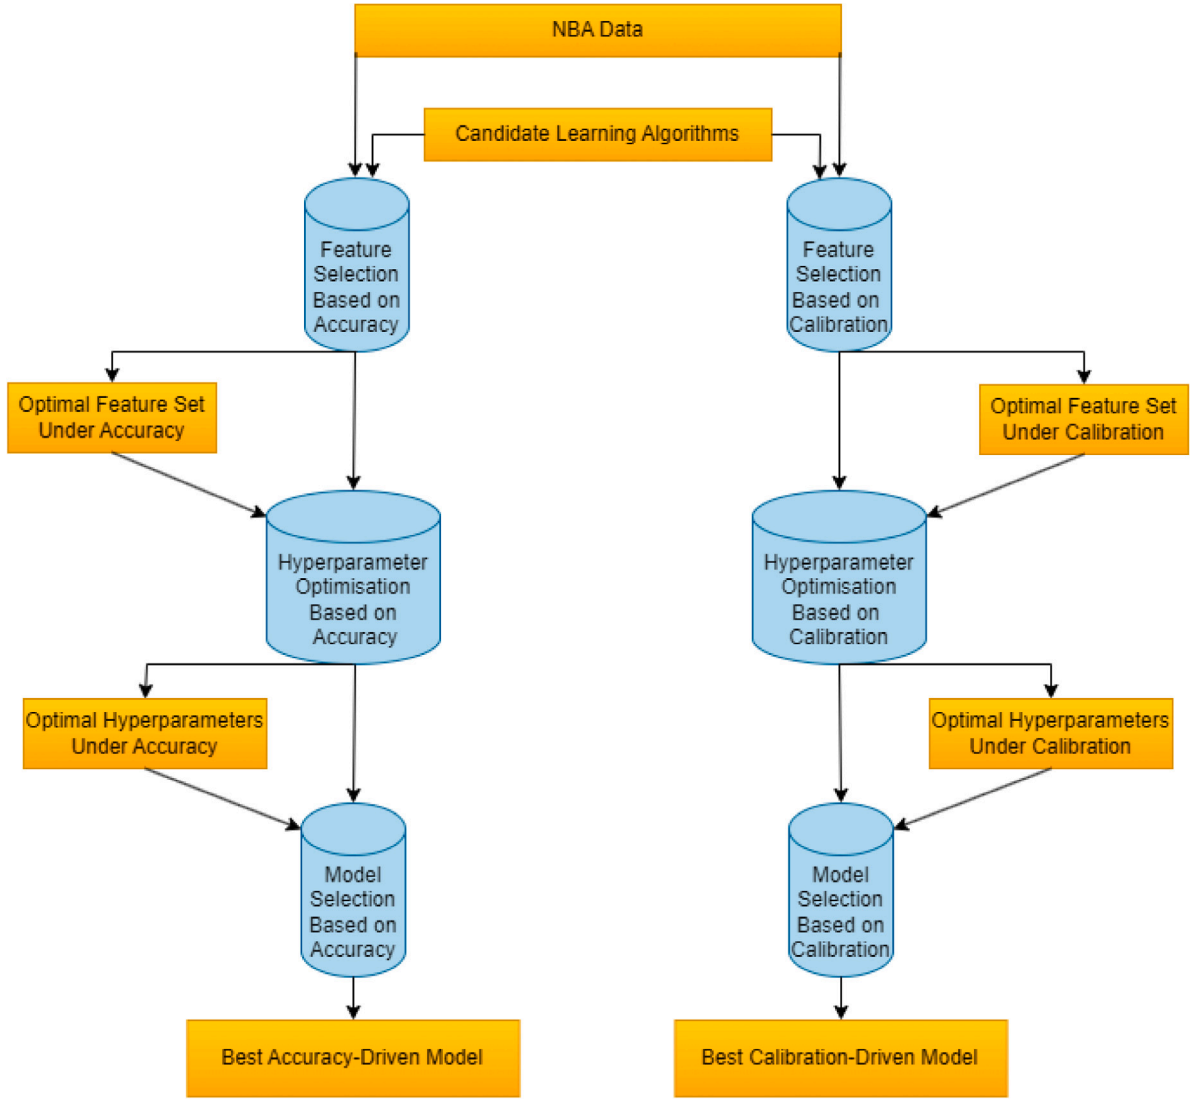 NBA Data
Candidate Learning Algorithms
Feature
Selection
Based on
Accuracy
Feature
Selection
Based on
Calibration
Optimal Feature Set
Under Accuracy
Optimal Feature Set
Under Calibration
Hyperparameter
Optimisation
Based on
Accuracy
Hyperparameter
Optimisation
Based on
Calibration
Optimal Hyperparameters
Under Accuracy
Optimal Hyperparameters
Under Calibration
Model
Selection
Based on
Accuracy
Model
Selection
Based on
Calibration
Best Accuracy-Driven Model
Best Calibration-Driven Model